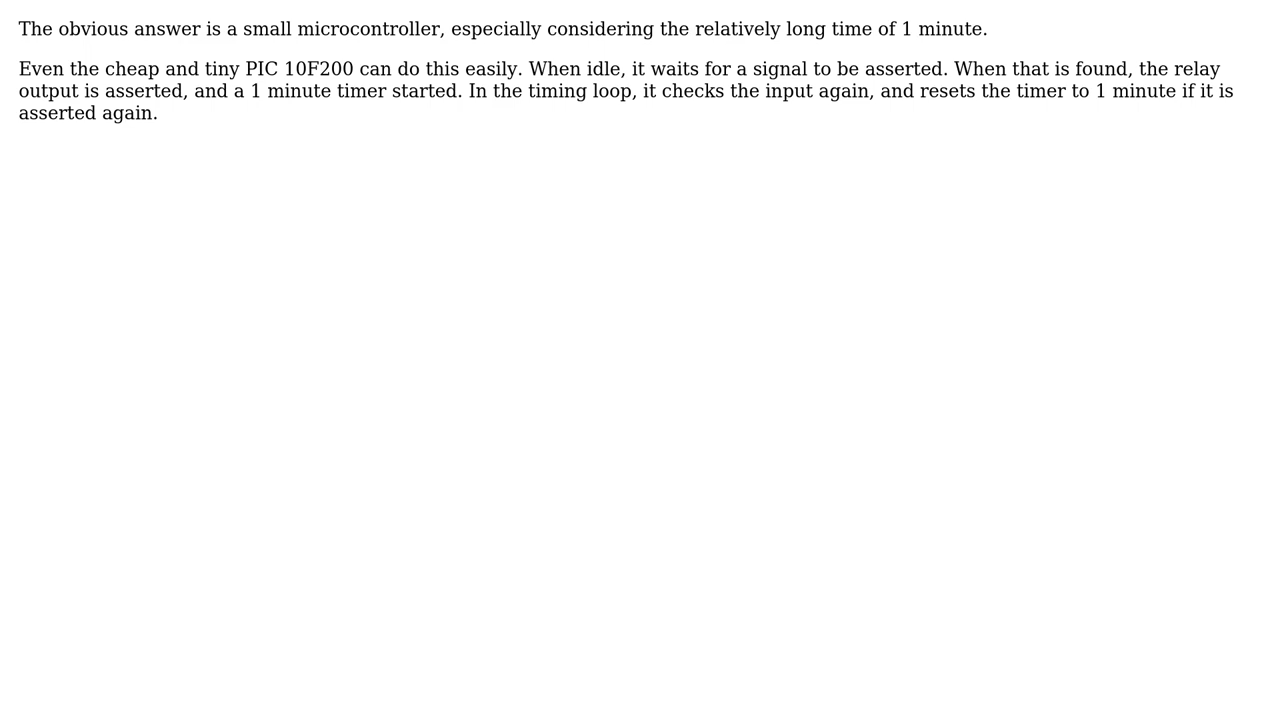 The obvious answer is a small microcontroller, especially considering the relatively long time of 1 minute.
Even the cheap and tiny PIC 10F200 can do this easily. When idle, it waits for a signal to be asserted. When that is found, the relay
output is asserted, and a 1 minute timer started. In the timing loop, it checks the input again, and resets the timer to 1 minute if it is
asserted again.